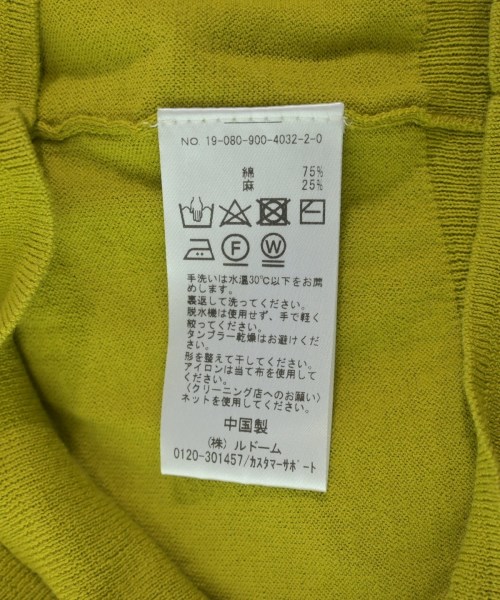 NO. 19-080-900-4032-2-0
綿 75%
麻 25%
F W
手洗いは水温30℃以下をお薦
めします。
裏返して洗ってください。
脱水機は使用せず、手で軽く
絞ってください。
タンブラー乾燥はお避けくだ
さい。
形を整えて干してください。
アイロンは当て布を使用して
ください。
〈クリーニング店へのお願い〉
ネットを使用してください。
中国製
(株) ルドーム
0120-301457/カスタマーサポート